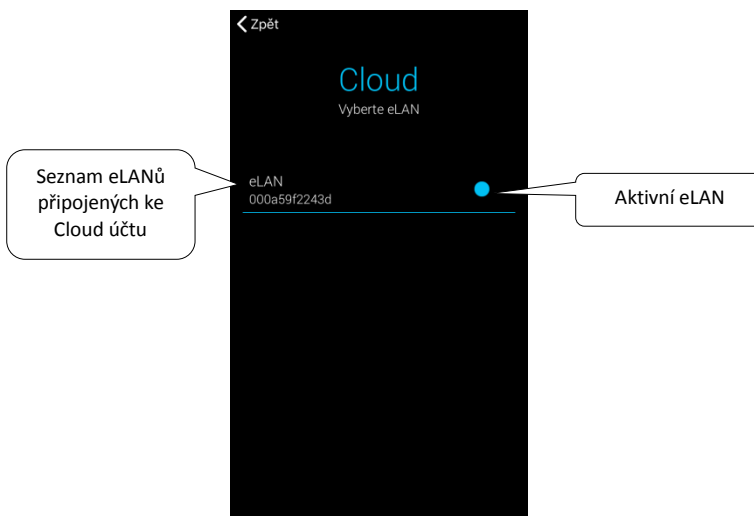 Zpět
Cloud
Vyberte eLAN
Seznam eLANů
připojených ke
Cloud účtu
eLAN
000a59f2243d
Aktivní eLAN